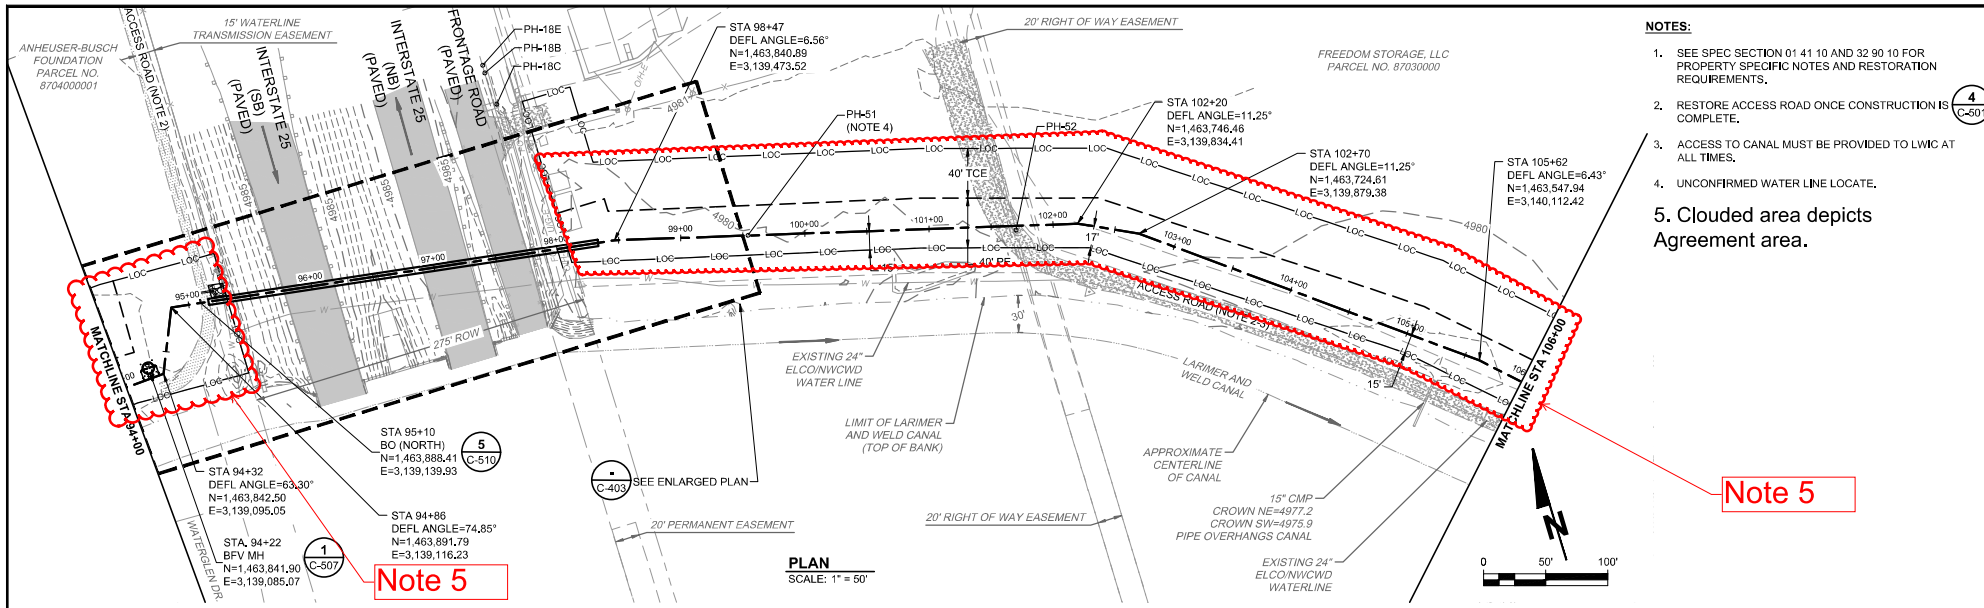 15' WATERLINE
TRANSMISSION EASEMENT
ANHEUSER-BUSCH
FOUNDATION
PARCEL NO.
8704000001
ACCESS ROAD (NOTE 2)
INTERSTATE 25
(SB)
(PAVED)
INTERSTATE 25
(NB)
(PAVED)
FRONTAGE ROAD
(PAVED)
PH-18E
PH-18B
PH-18C
STA 98+47
DEFL ANGLE=6.56°
N=1,463,840.89
E=3,139,473.52
20' RIGHT OF WAY EASEMENT
FREEDOM STORAGE, LLC
PARCEL NO. 87030000
PH-51
(NOTE 4)
PH-52
STA 102+20
DEFL ANGLE=11.25°
N=1,463,746.46
E=3,139,834.41
STA 102+70
DEFL ANGLE=11.25°
N=1,463,724.61
E=3,139,879.38
STA 105+62
DEFL ANGLE=6.43°
N=1,463,547.94
E=3,140,112.42
NOTES:
1. SEE SPEC SECTION 01 41 10 AND 32 90 10 FOR
PROPERTY SPECIFIC NOTES AND RESTORATION
REQUIREMENTS.
2. RESTORE ACCESS ROAD ONCE CONSTRUCTION IS
COMPLETE.
4
C-501
3. ACCESS TO CANAL MUST BE PROVIDED TO LWIC AT
ALL TIMES.
4. UNCONFIRMED WATER LINE LOCATE.
5. Clouded area depicts
Agreement area.
O/H-E
4981
4985
4985
4985
4985
4980
4980
40' TCE
40' PE
17'
15'
15'
30'
95+00
96+00
97+00
98+00
99+00
100+00
101+00
102+00
103+00
104+00
105+00
MATCHLINE STA 94+00
MATCHLINE STA 106+00
275' ROW
ACCESS ROAD (NOTE 2-3)
EXISTING 24"
ELCO/NWCWD
WATER LINE
LIMIT OF LARIMER
AND WELD CANAL
(TOP OF BANK)
LARIMER AND
WELD CANAL
APPROXIMATE
CENTERLINE
OF CANAL
15" CMP
CROWN NE=4977.2
CROWN SW=4975.9
PIPE OVERHANGS CANAL
EXISTING 24"
ELCO/NWCWD
WATERLINE
STA 95+10
BO (NORTH)
N=1,463,888.41
E=3,139,139.93
5
C-510
STA 94+32
DEFL ANGLE=63.30°
N=1,463,842.50
E=3,139,095.05
STA 94+86
DEFL ANGLE=74.85°
N=1,463,891.79
E=3,139,116.23
STA. 94+22
BFV MH
N=1,463,841.90
E=3,139,085.07
1
C-507
WATERGLEN DR.
Note 5
-
C-403
SEE ENLARGED PLAN
20' PERMANENT EASEMENT
20' RIGHT OF WAY EASEMENT
PLAN
SCALE: 1" = 50'
Note 5
N
0 50' 100'